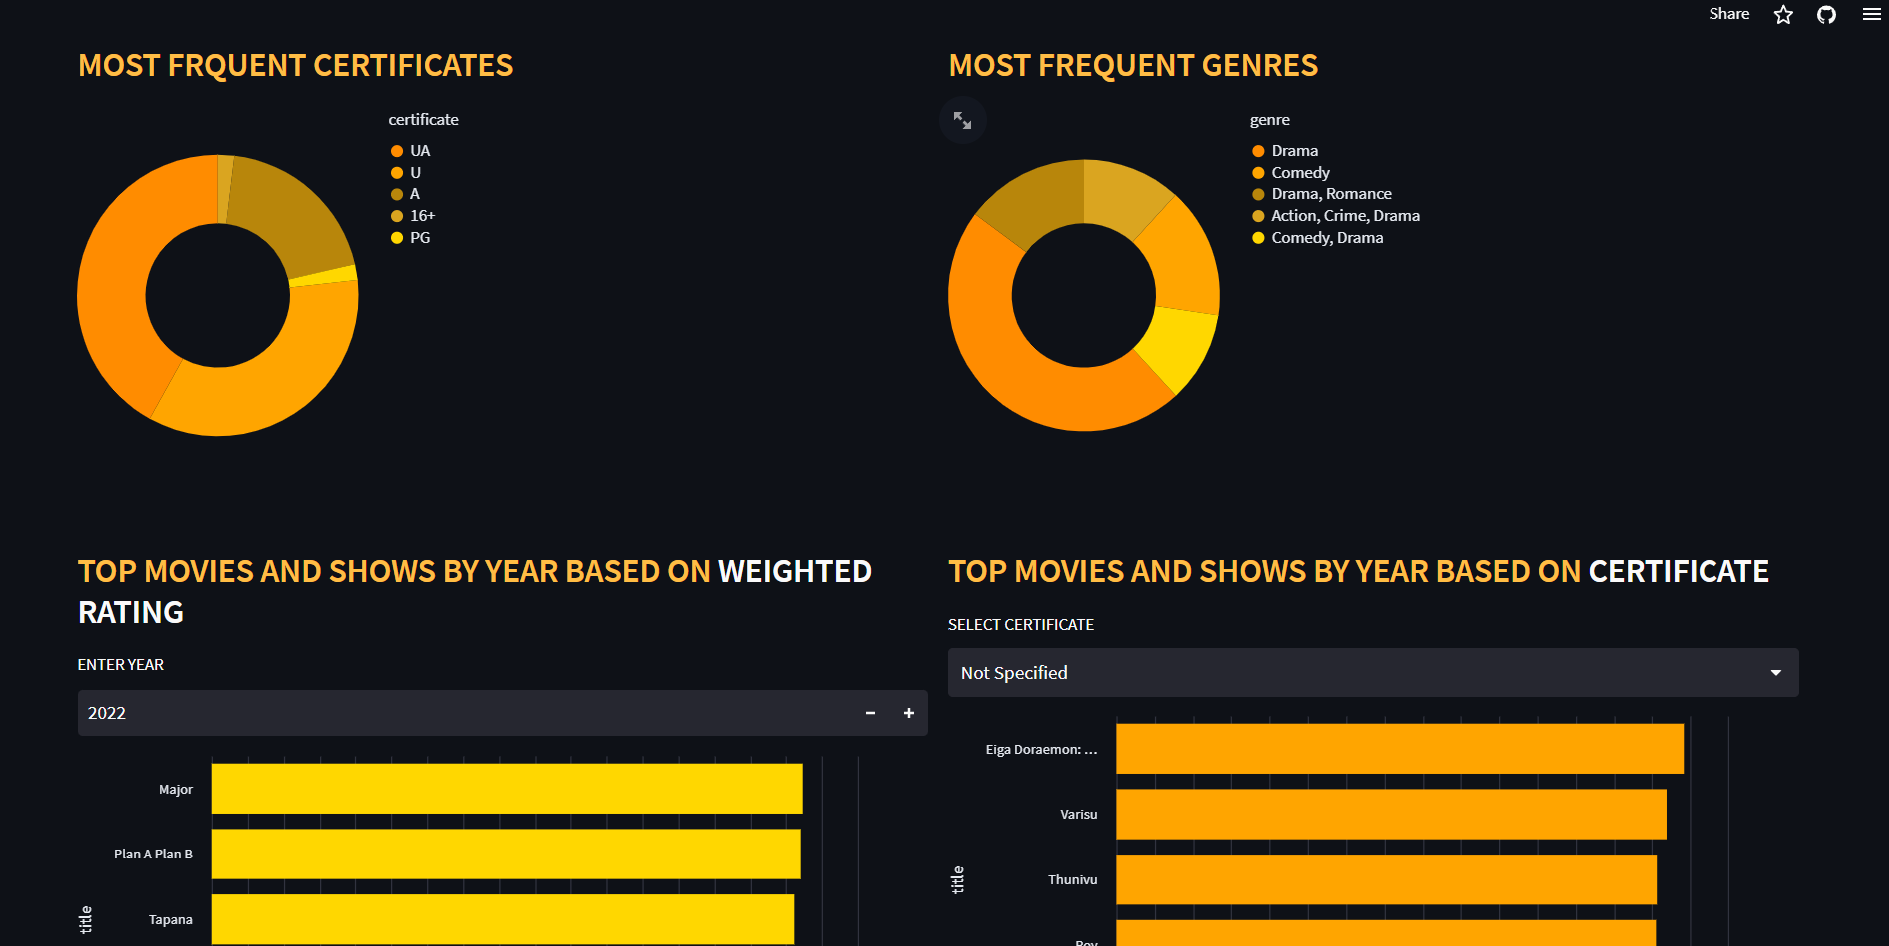 Share
MOST FRQUENT CERTIFICATES
certificate
UA
U
A
16+
PG
MOST FREQUENT GENRES
genre
Drama
Comedy
Drama, Romance
Action, Crime, Drama
Comedy, Drama
TOP MOVIES AND SHOWS BY YEAR BASED ON WEIGHTED
RATING
ENTER YEAR
2022
Major
Plan A Plan B
Tapana
title
TOP MOVIES AND SHOWS BY YEAR BASED ON CERTIFICATE
SELECT CERTIFICATE
Not Specified
Eiga Doraemon: ...
Varisu
Thunivu
title